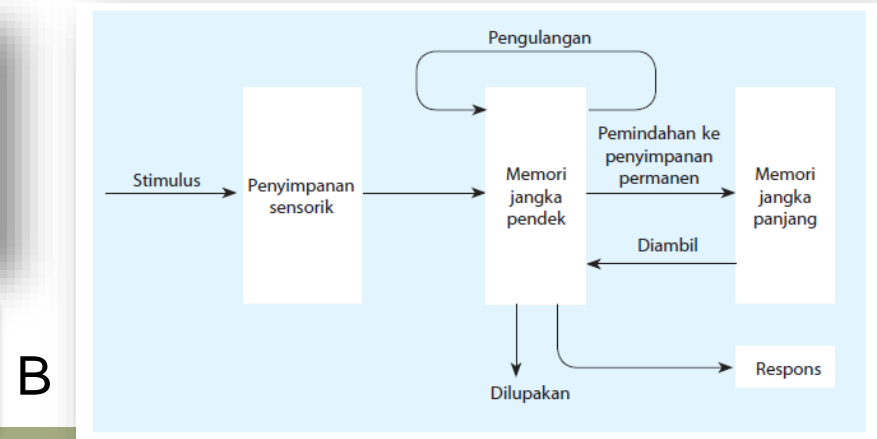 Pengulangan
Stimulus
Penyimpanan
sensorik
Memori
jangka
pendek
Pemindahan ke
penyimpanan
permanen
Memori
jangka
panjang
Diambil
Respons
Dilupakan
B